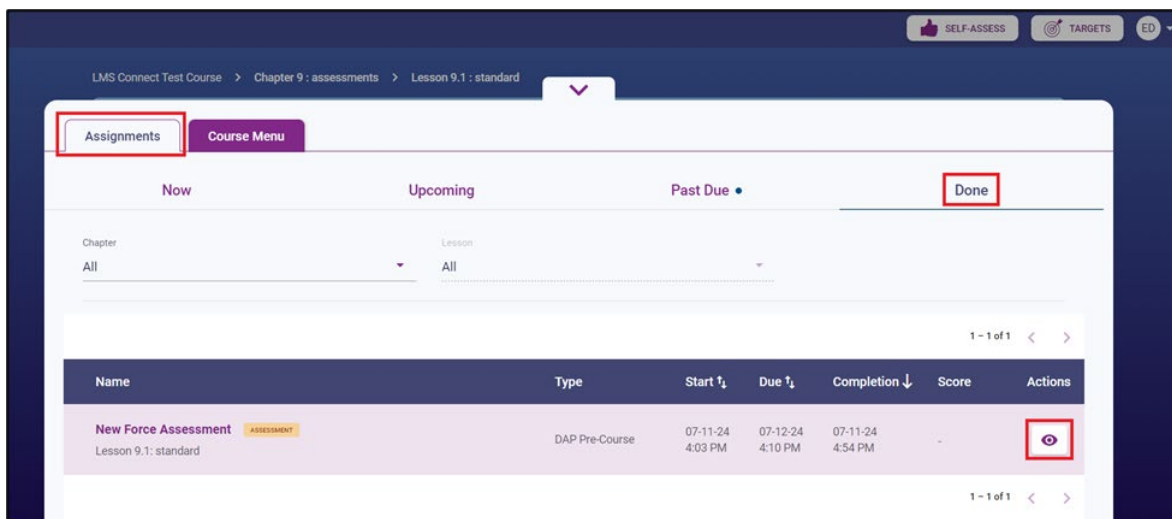 SELF-ASSESS TARGETS ED
LMS Connect Test Course > Chapter 9 : assessments > Lesson 9.1 : standard
Assignments Course Menu
Now Upcoming Past Due Done
Chapter Lesson
All All
1 – 1 of 1
Name Type Start Due Completion Score Actions
New Force Assessment ASSESSMENT
Lesson 9.1: standard
DAP Pre-Course
07-11-24 07-12-24 07-11-24
4:03 PM 4:10 PM 4:54 PM
-
1 – 1 of 1